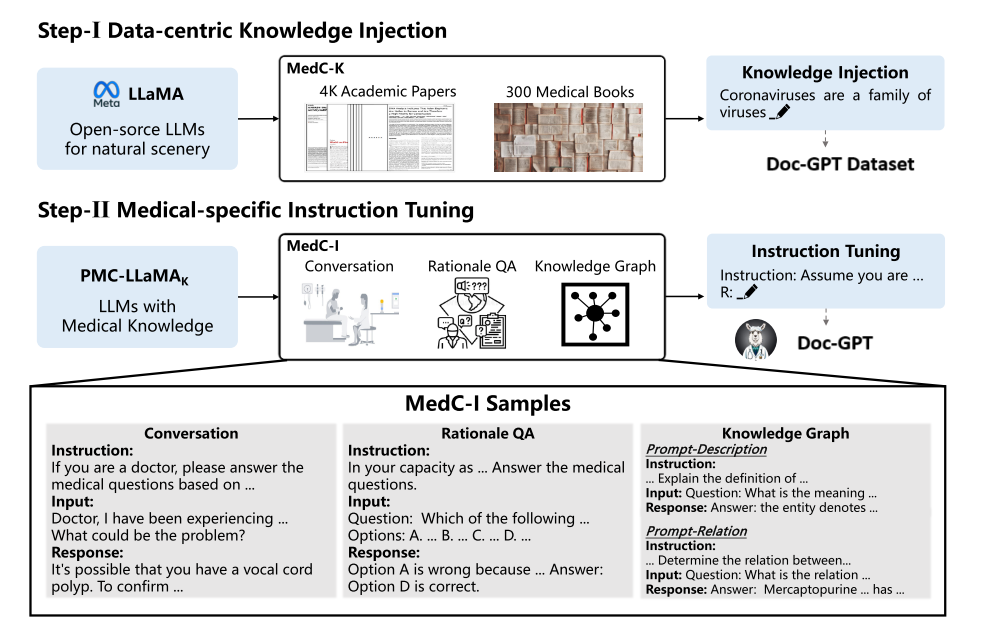 Step-I Data-centric Knowledge Injection
Meta
LLaMA
Open-sorce LLMs
for natural scenery
MedC-K
4K Academic Papers
300 Medical Books
Knowledge Injection
Coronaviruses are a family of
viruses _
Doc-GPT Dataset
Step-II Medical-specific Instruction Tuning
PMC-LLaMAK
LLMs with
Medical Knowledge
MedC-I
Conversation
Rationale QA
???
?
Knowledge Graph
Instruction Tuning
Instruction: Assume you are ...
R: _
Doc-GPT
MedC-I Samples
Conversation
Instruction:
If you are a doctor, please answer the
medical questions based on ...
Input:
Doctor, I have been experiencing ...
What could be the problem?
Response:
It's possible that you have a vocal cord
polyp. To confirm ...
Rationale QA
Instruction:
In your capacity as ... Answer the medical
questions.
Input:
Question: Which of the following ...
Options: A. ... B. ... C. ... D. ...
Response:
Option A is wrong because ... Answer:
Option D is correct.
Knowledge Graph
Prompt-Description
Instruction:
... Explain the definition of ...
Input: Question: What is the meaning ...
Response: Answer: the entity denotes ...
Prompt-Relation
Instruction:
... Determine the relation between...
Input: Question: What is the relation ...
Response: Answer: Mercaptopurine ... has ...